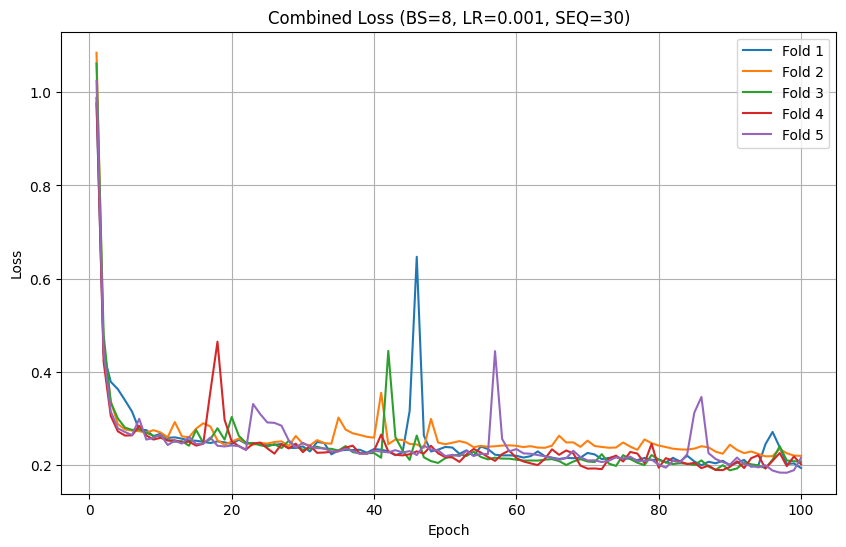 Combined Loss (BS=8, LR=0.001, SEQ=30)
Fold 1
Fold 2
Fold 3
Fold 4
Fold 5
Loss
1.0
0.8
0.6
0.4
0.2
0 20 40 60 80 100
Epoch